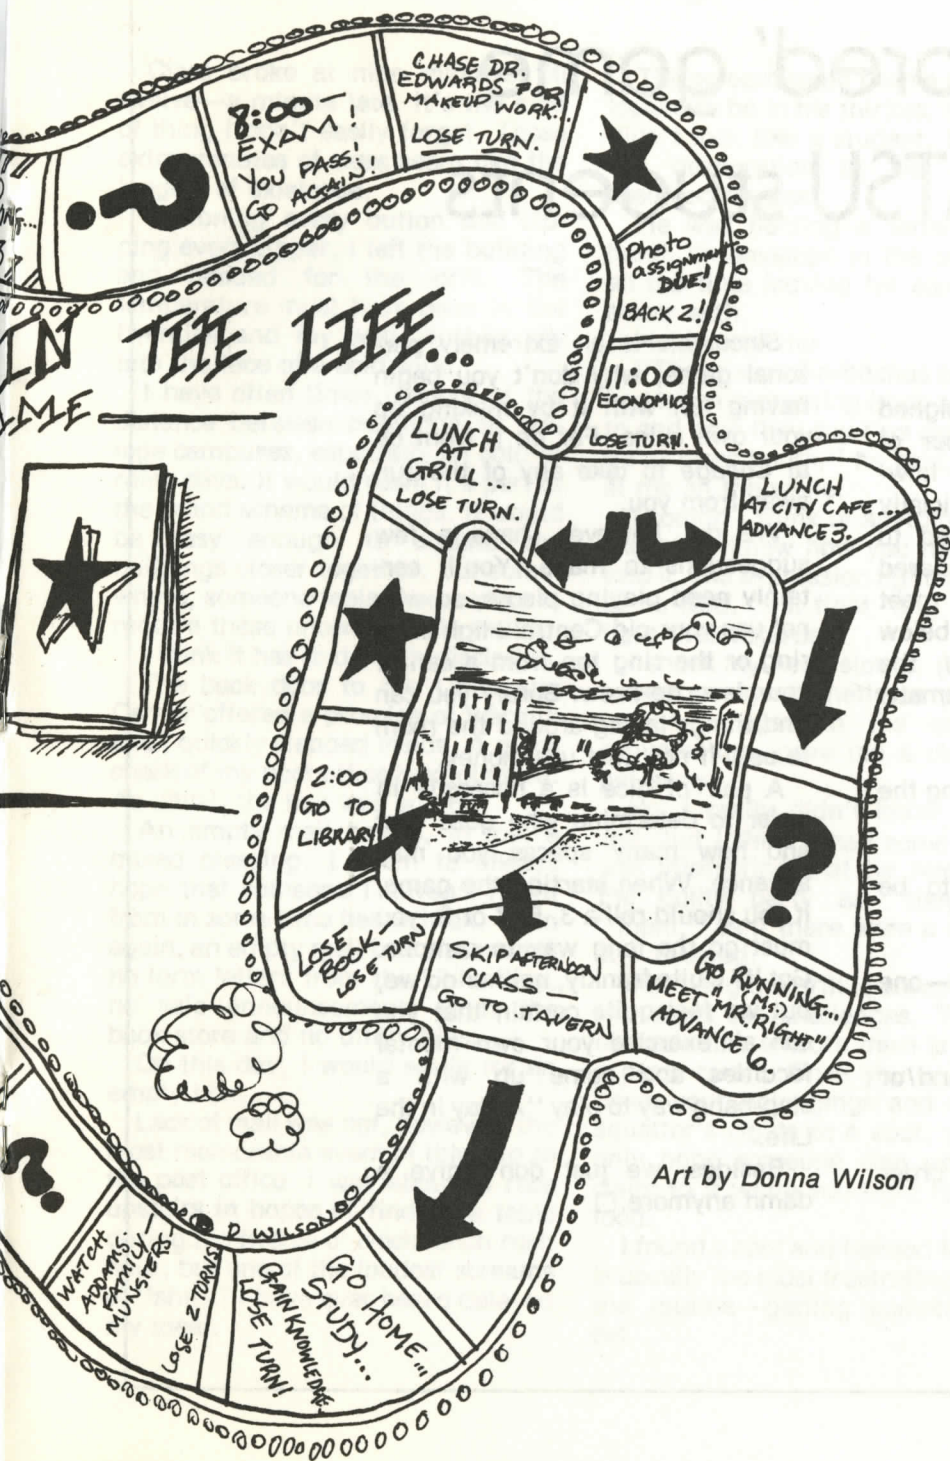 8:00
EXAM!
YOU PASS!
GO AGAIN!
CHASE DR.
EDWARDS FOR
MAKEUP WORK...
LOSE TURN.
Photo
assignment
DUE!
BACK 2!
11:00
ECONOMICS
LOSE TURN.
IN THE LIFE...
LUNCH
AT
GRILL...
LOSE TURN
LUNCH
AT CITY CAFE...
ADVANCE 3.
2:00
GO TO
LIBRARY
LOSE
BOOK-
LOSE TURN
SKIP AFTERNOON
CLASS
GO TO TAVERN
GO RUNNING...
(MS.)
MEET "MR. RIGHT"
ADVANCE 6.
Art by Donna Wilson
D. WILSON
GO HOME...
STUDY...
GAIN KNOWLEDGE.
LOSE TURN!
WATCH
ADDAMS
FAMILY-
MUNSTERS.
LOSE 2 TURNS